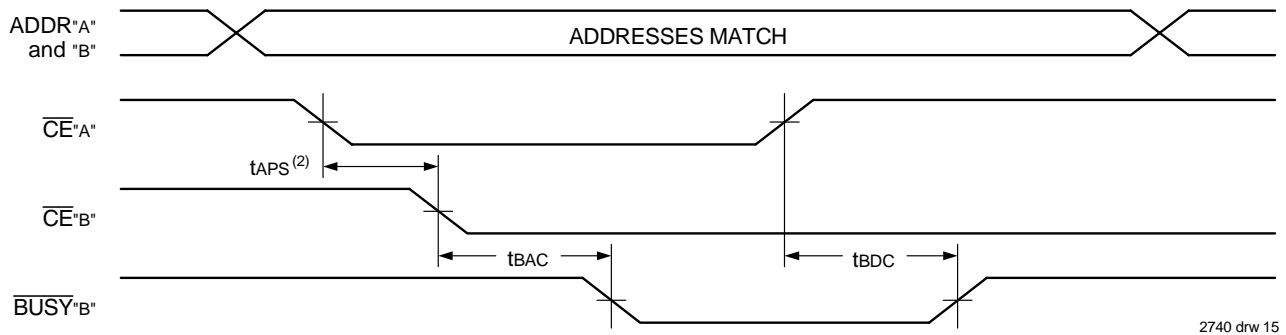 ADDR"A"
and "B"
ADDRESSES MATCH
CE"A"
tAPS (2)
CE"B"
tBAC
tBDC
BUSY"B"
2740 drw 15